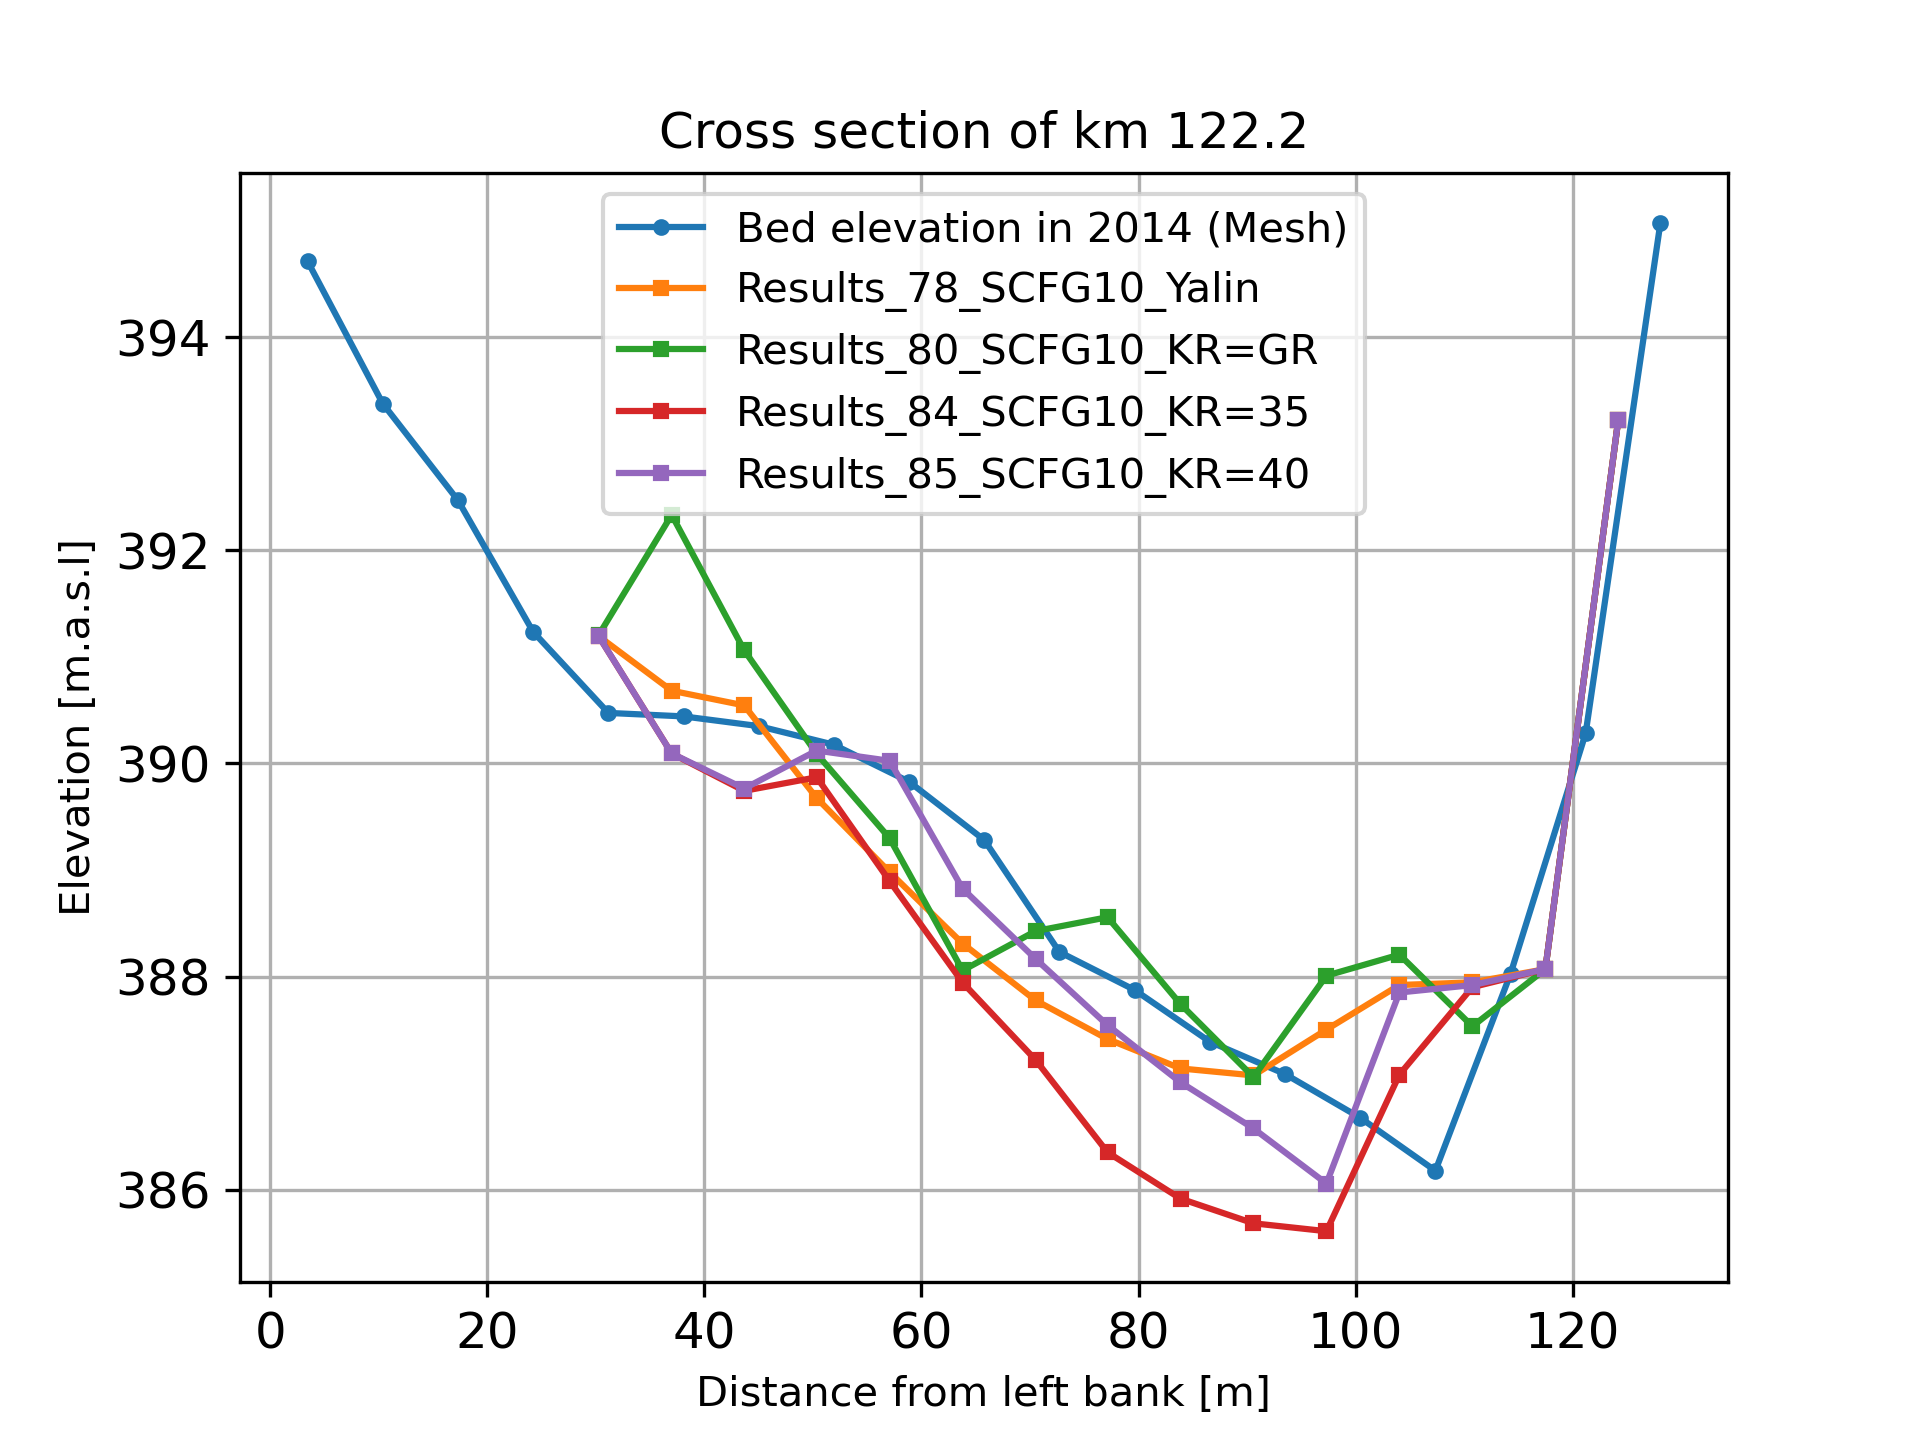 Cross section of km 122.2
Bed elevation in 2014 (Mesh)
Results_78_SCFG10_Yalin
Results_80_SCFG10_KR=GR
Results_84_SCFG10_KR=35
Results_85_SCFG10_KR=40
394
392
390
388
386
Elevation [m.a.s.l]
0 20 40 60 80 100 120
Distance from left bank [m]